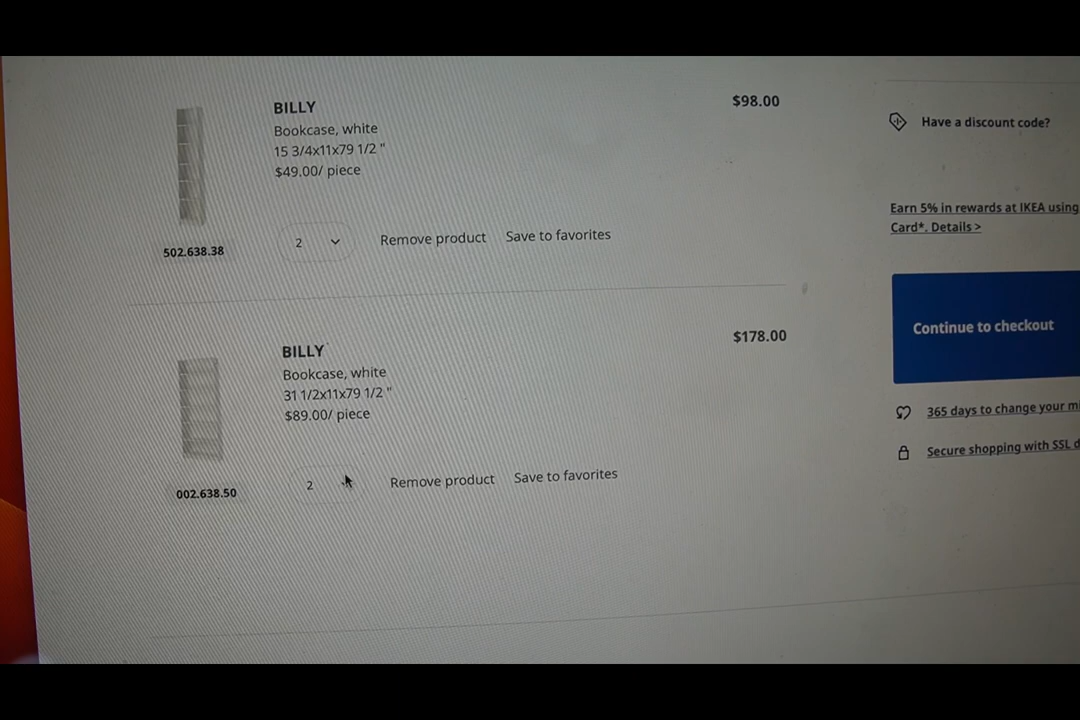 BILLY
Bookcase, white
15 3/4x11x79 1/2 "
$49.00/ piece
$98.00
502.638.38
2
Remove product
Save to favorites
BILLY
Bookcase, white
31 1/2x11x79 1/2 "
$89.00/ piece
$178.00
002.638.50
2
Remove product
Save to favorites
Have a discount code?
Earn 5% in rewards at IKEA using
Card*. Details >
Continue to checkout
365 days to change your mi
Secure shopping with SSL d